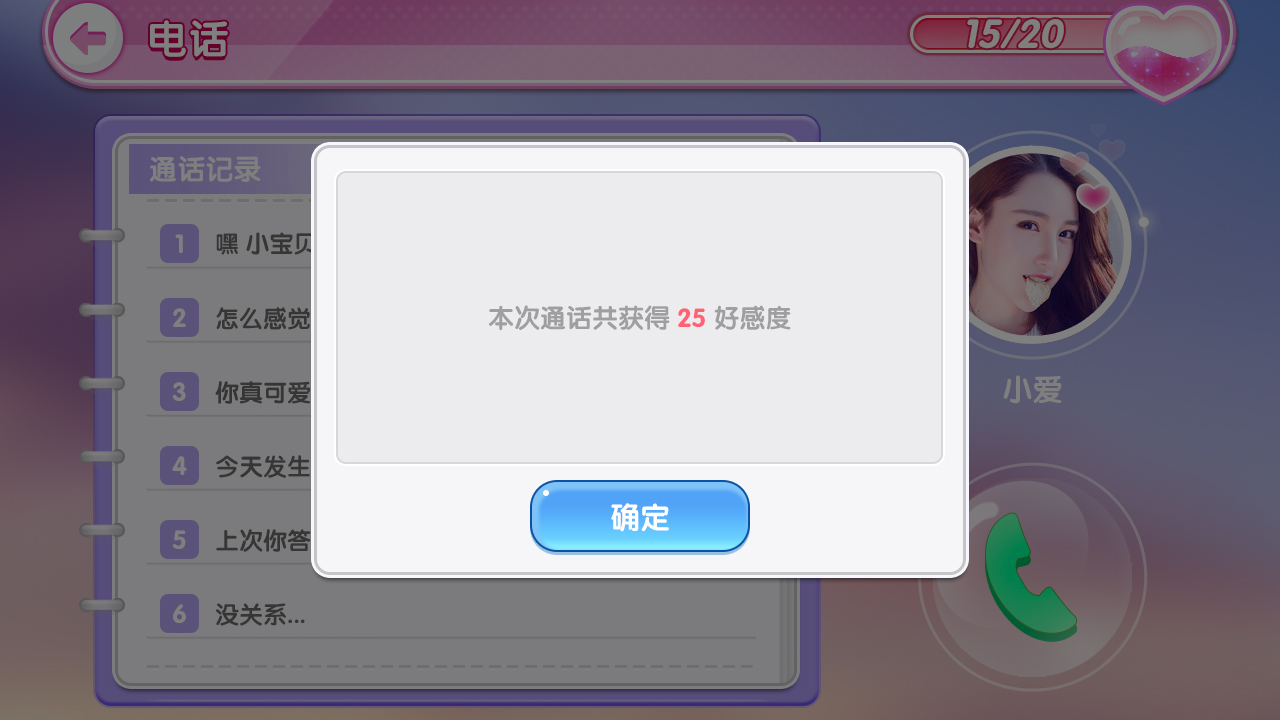 电话
15/20
通话记录
1 嘿 小宝贝
2 怎么感觉
3 你真可爱
4 今天发生
5 上次你答
6 没关系...
本次通话共获得 25 好感度
确定
小爱